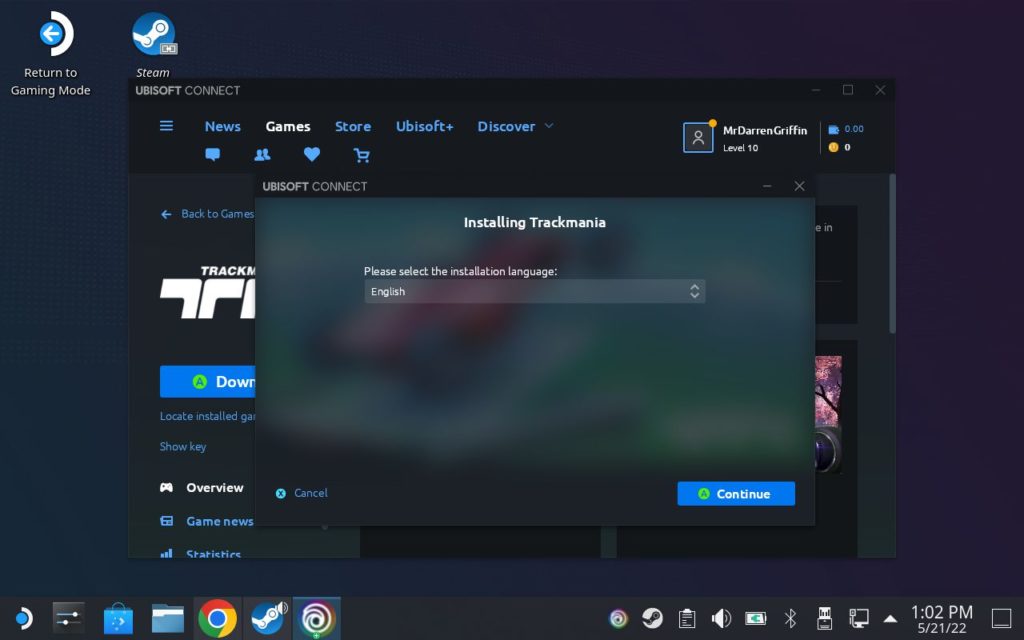 Return to
Gaming Mode
Steam
UBISOFT CONNECT
News
Games
Store
Ubisoft+
Discover
MrDarrenGriffin
Level 10
0.00
0
UBISOFT CONNECT
Back to Games
Installing Trackmania
e in
Please select the installation language:
English
TRACKM
A Down
Locate installed gam
Show key
Cancel
A Continue
Overview
Game news
Statistics
1:02 PM
5/21/22